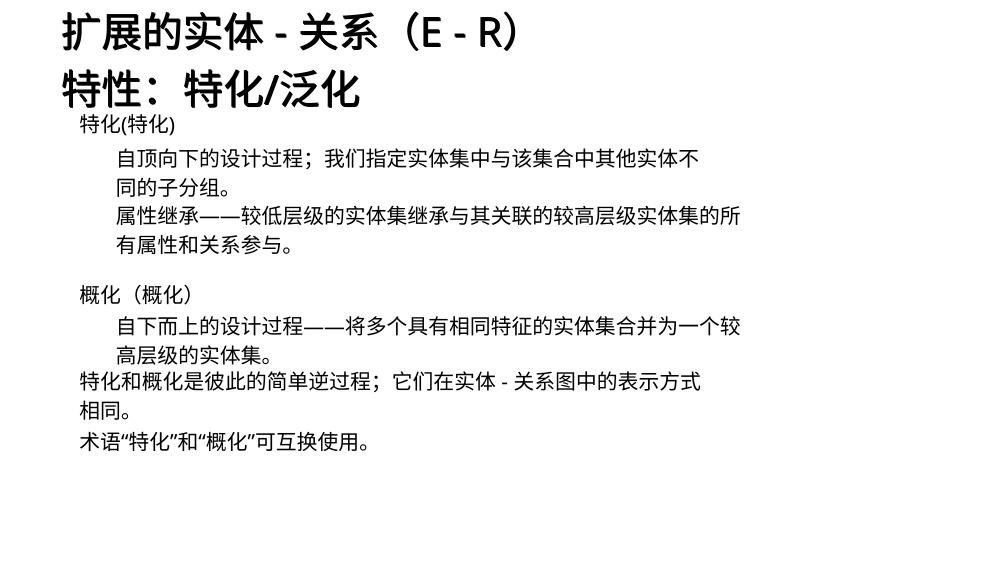 扩展的实体 - 关系（E - R）
特性：特化/泛化
特化(特化)
自顶向下的设计过程；我们指定实体集中与该集合中其他实体不
同的子分组。
属性继承——较低层级的实体集继承与其关联的较高层级实体集的所
有属性和关系参与。
概化（概化）
自下而上的设计过程——将多个具有相同特征的实体集合并为一个较
高层级的实体集。
特化和概化是彼此的简单逆过程；它们在实体 - 关系图中的表示方式
相同。
术语“特化”和“概化”可互换使用。